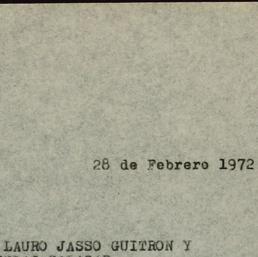 28 de Febrero 1972
LAURO JASSO GUITRON Y